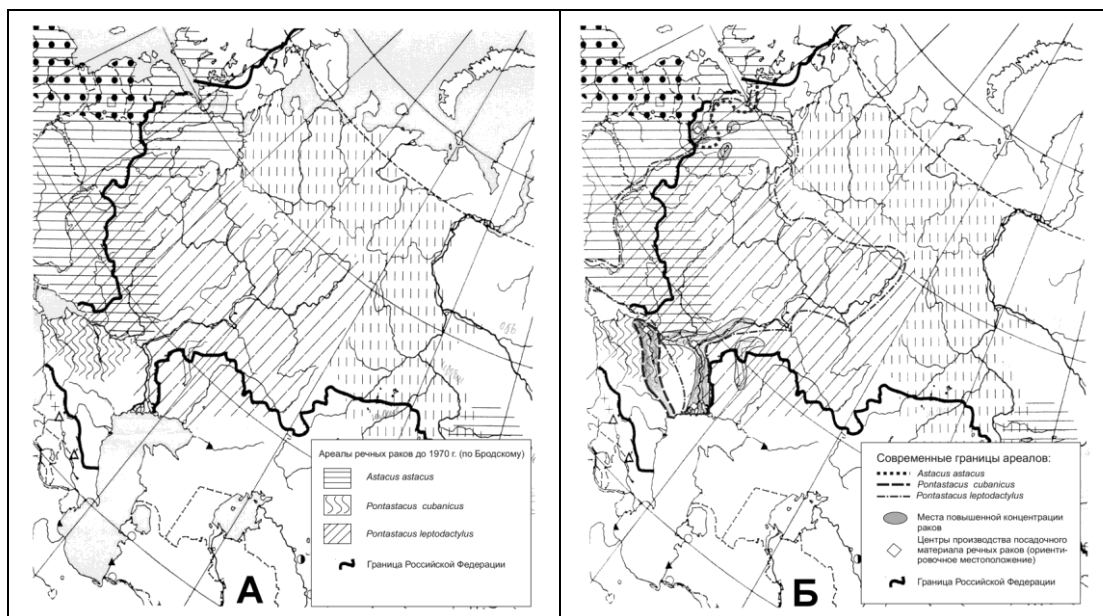 Ареалы речных раков до 1970 г. (по Бродскому)
Astacus astacus
Pontastacus cubanicus
Pontastacus leptodactylus
Граница Российской Федерации
А
Современные границы ареалов:
Astacus astacus
Pontastacus cubanicus
Pontastacus leptodactylus
Места повышенной концентрации
раков
Центры производства посадочного
материала речных раков (ориенти-
ровочное местоположение)
Граница Российской Федерации
Б